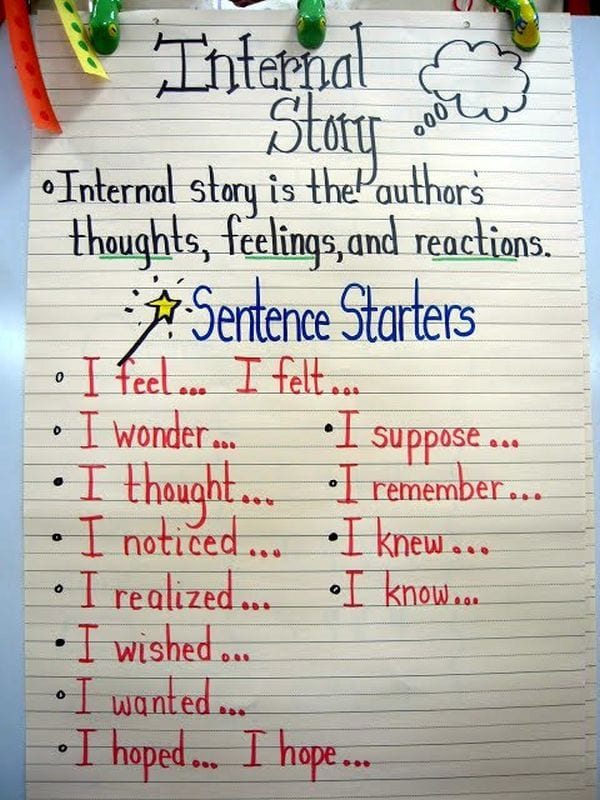 Internal
Story
Internal story is the author's
thoughts, feelings, and reactions.
Sentence Starters
I feel... I felt...
I wonder...
I thought...
I noticed...
I realized...
I wished...
I wanted...
I hoped... I hope...
I suppose...
I remember...
I knew...
I know...